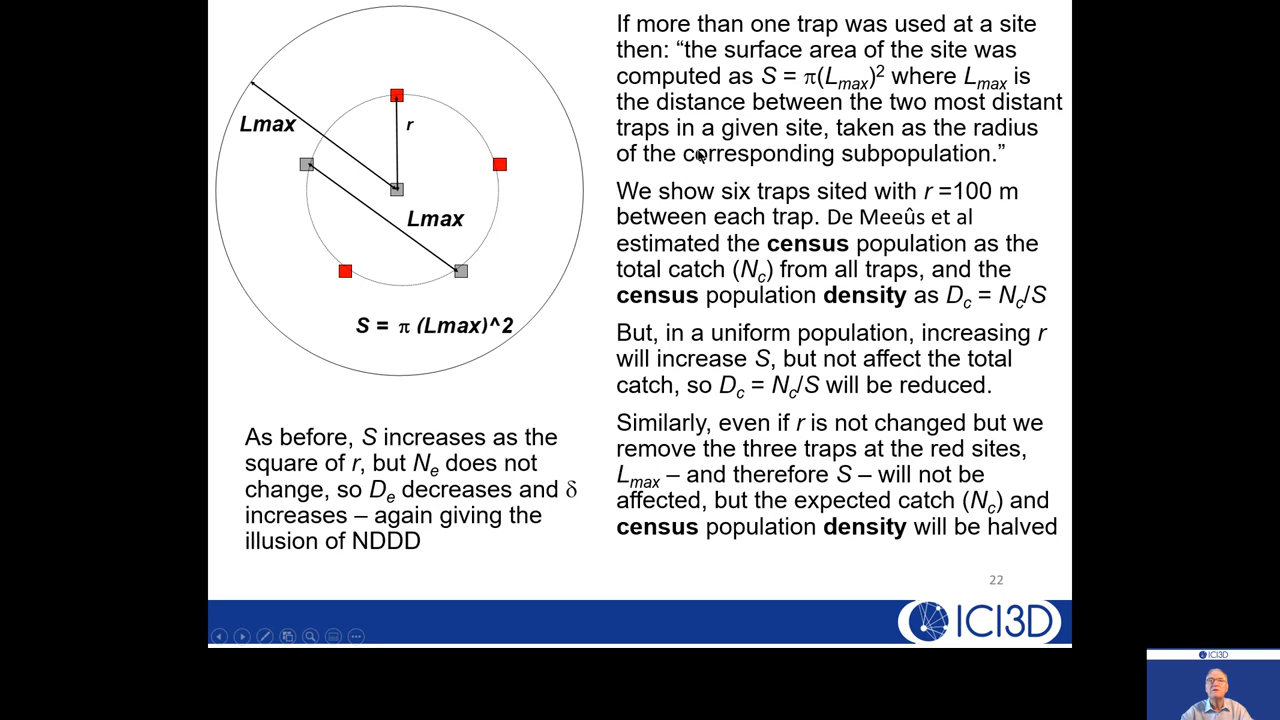 Lmax
r
Lmax
S = π (Lmax)^2
As before, S increases as the
square of r, but Nₑ does not
change, so Dₑ decreases and δ
increases – again giving the
illusion of NDDD
If more than one trap was used at a site
then: “the surface area of the site was
computed as S = π(Lmax)² where Lmax is
the distance between the two most distant
traps in a given site, taken as the radius
of the corresponding subpopulation.”
We show six traps sited with r =100 m
between each trap. De Meeûs et al
estimated the census population as the
total catch (Nc) from all traps, and the
census population density as Dc = Nc/S
But, in a uniform population, increasing r
will increase S, but not affect the total
catch, so Dc = Nc/S will be reduced.
Similarly, even if r is not changed but we
remove the three traps at the red sites,
Lmax – and therefore S – will not be
affected, but the expected catch (Nc) and
census population density will be halved
22
ICI3D
ICI3D